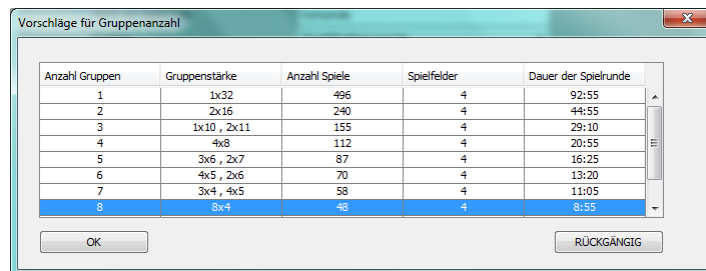 Vorschläge für Gruppenanzahl
Anzahl Gruppen Gruppenstärke Anzahl Spiele Spielfelder Dauer der Spielrunde
1 1x32 496 4 92:55
2 2x16 240 4 44:55
3 1x10 , 2x11 155 4 29:10
4 4x8 112 4 20:55
5 3x6 , 2x7 87 4 16:25
6 4x5 , 2x6 70 4 13:20
7 3x4 , 4x5 58 4 11:05
8 8x4 48 4 8:55
OK RÜCKGÄNGIG